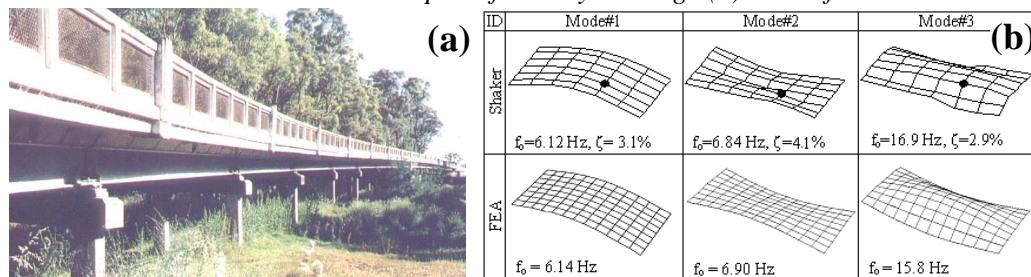 (a)
ID Mode#1 Mode#2 Mode#3 (b)
Shaker
f₀=6.12 Hz, ζ= 3.1% f₀=6.84 Hz, ζ=4.1% f₀=16.9 Hz, ζ=2.9%
FEA
f₀ = 6.14 Hz f₀ = 6.90 Hz f₀ = 15.8 Hz